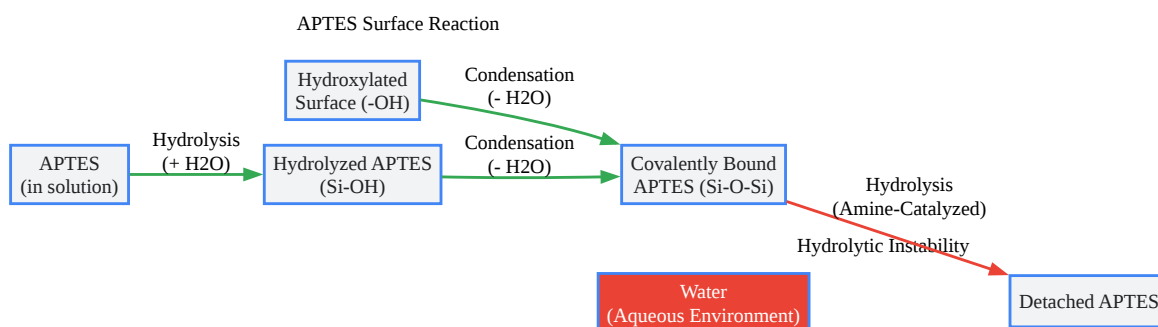 APTES Surface Reaction
Hydroxylated
Surface (-OH)
Condensation
(- H2O)
APTES
(in solution)
Hydrolysis
(+ H2O)
Hydrolyzed APTES
(Si-OH)
Condensation
(- H2O)
Covalently Bound
APTES (Si-O-Si)
Hydrolysis
(Amine-Catalyzed)
Hydrolytic Instability
Water
(Aqueous Environment)
Detached APTES